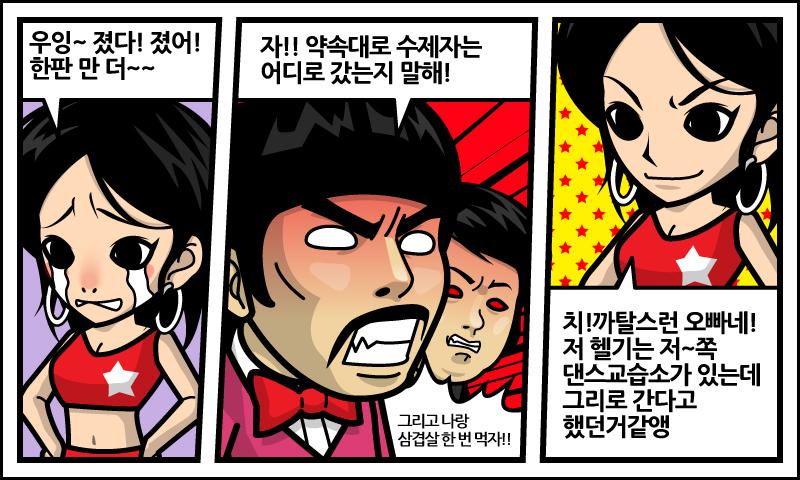 우잉~ 졌다! 졌어!
한판 만 더~~
자!! 약속대로 수제자는
어디로 갔는지 말해!
그리고 나랑
삼겹살 한 번 먹자!!
치!까탈스런 오빠네!
저 헬기는 저~쪽
댄스교습소가 있는데
그리로 간다고
했던거같앵